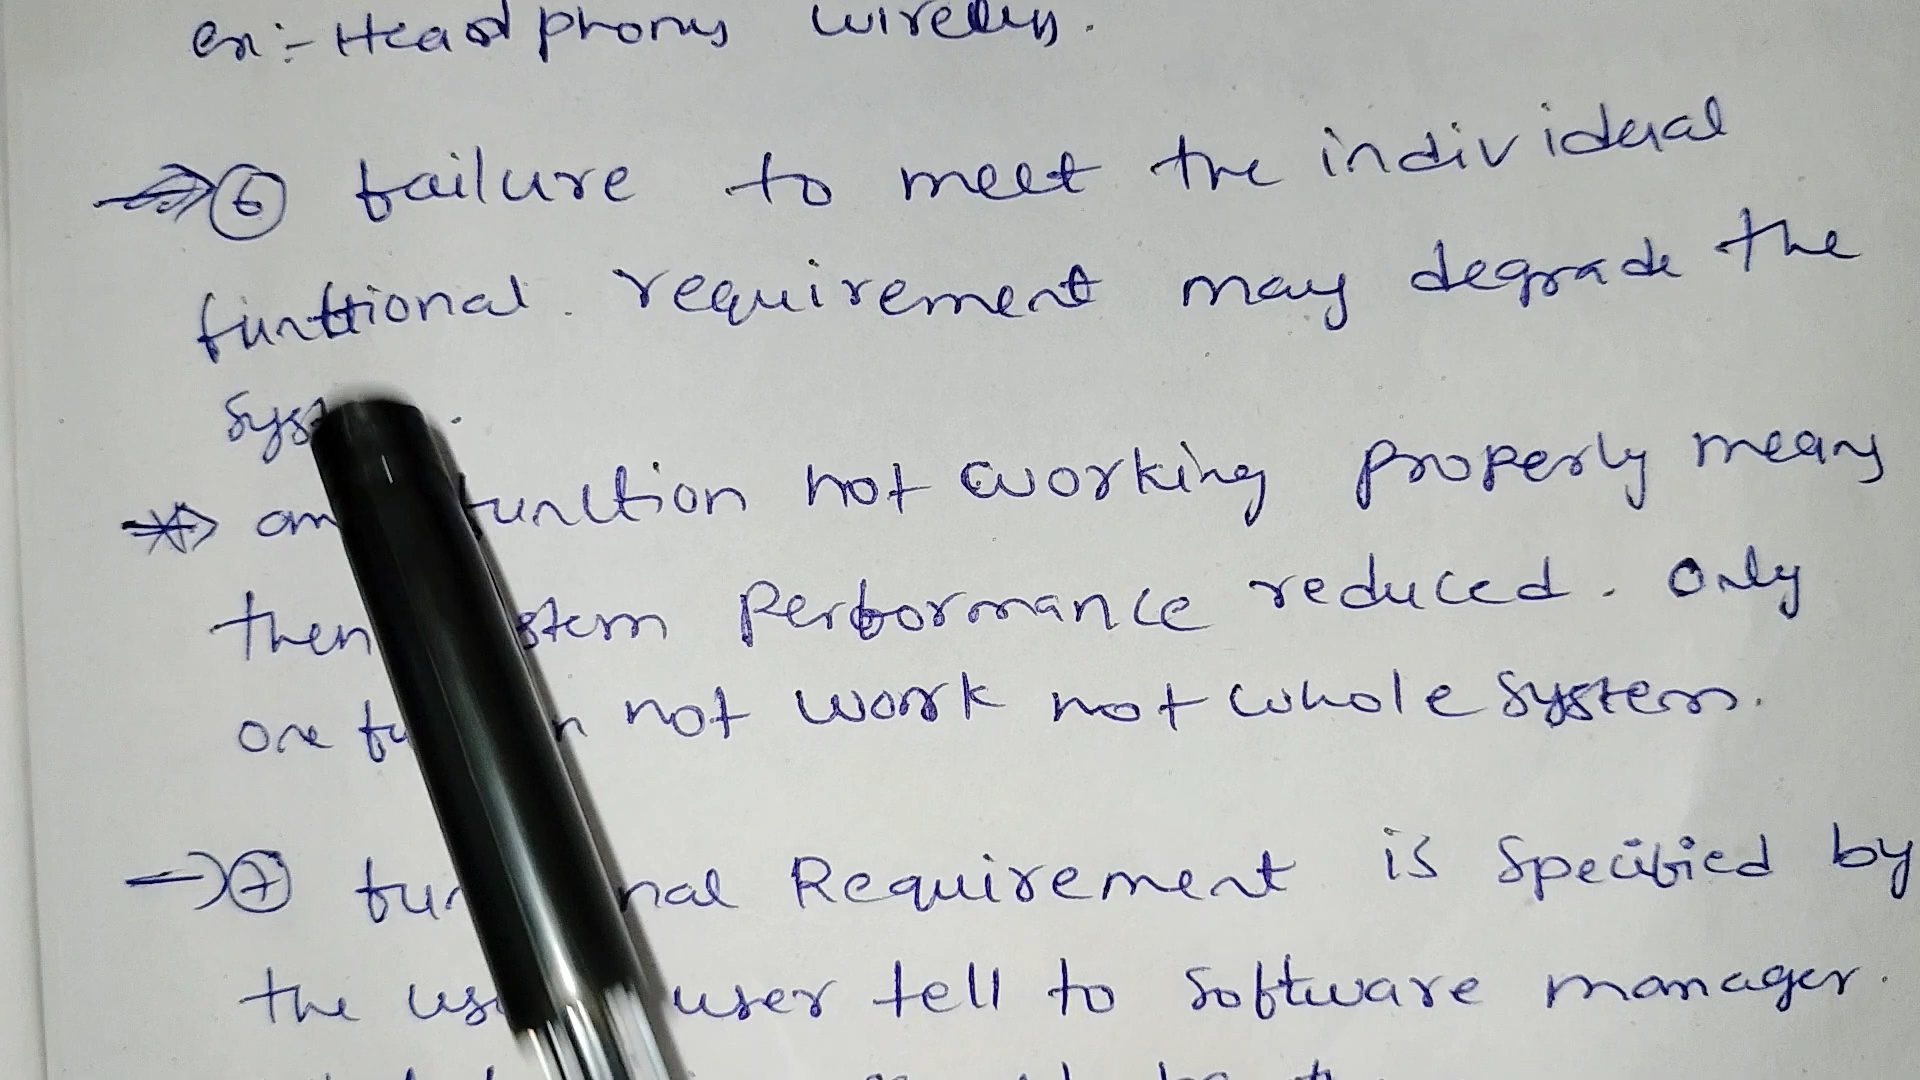 ex:- Headphones wireless.
→ 6 failure to meet the individual
functional requirement may degrade the
function not working properly means
then performance reduced. Only
one not work not whole system.
→ 7 Requirement is specified by
the user tell to software manager.